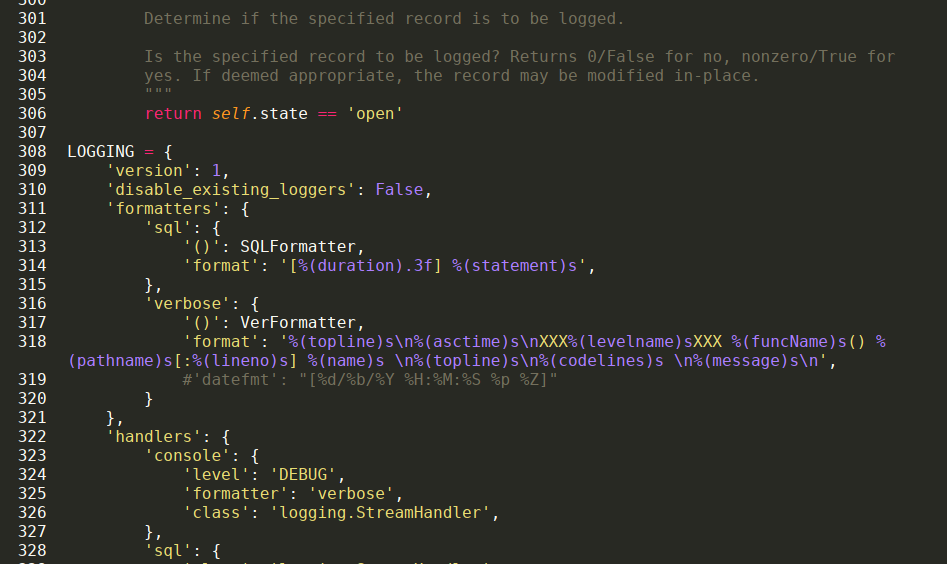 300
301          Determine if the specified record is to be logged.
302
303          Is the specified record to be logged? Returns 0/False for no, nonzero/True for
304          yes. If deemed appropriate, the record may be modified in-place.
305          """
306          return self.state == 'open'
307
308  LOGGING = {
309      'version': 1,
310      'disable_existing_loggers': False,
311      'formatters': {
312          'sql': {
313              '()': SQLFormatter,
314              'format': '[%(duration).3f] %(statement)s',
315          },
316          'verbose': {
317              '()': VerFormatter,
318              'format': '%(topline)s\n%(asctime)s\nXXX%(levelname)sXXX %(funcName)s() %
(pathname)s[:%(lineno)s] %(name)s \n%(topline)s\n%(codelines)s \n%(message)s\n',
319              #'datefmt': "[%d/%b/%Y %H:%M:%S %p %Z]"
320          }
321      },
322      'handlers': {
323          'console': {
324              'level': 'DEBUG',
325              'formatter': 'verbose',
326              'class': 'logging.StreamHandler',
327          },
328          'sql': {